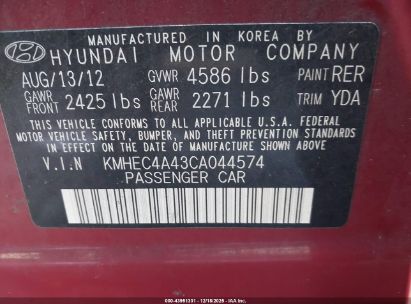 MANUFACTURED IN KOREA BY
HYUNDAI MOTOR COMPANY
AUG/13/12 GVWR 4586 lbs PAINT RER
GAWR FRONT 2425 lbs GAWR REAR 2271 lbs TRIM YDA
THIS VEHICLE CONFORMS TO ALL APPLICABLE U.S.A. FEDERAL
MOTOR VEHICLE SAFETY, BUMPER, AND THEFT PREVENTION
STANDARDS IN EFFECT ON THE DATE OF MANUFACTURE SHOWN ABOVE.
V.I.N KMHEC4A43CA044574
PASSENGER CAR